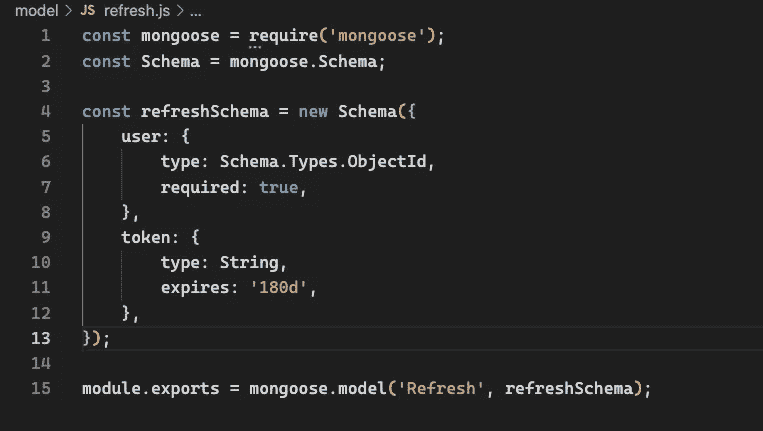 model > JS refresh.js > ...
1 const mongoose = require('mongoose');
2 const Schema = mongoose.Schema;
3
4 const refreshSchema = new Schema({
5     user: {
6         type: Schema.Types.ObjectId,
7         required: true,
8     },
9     token: {
10         type: String,
11         expires: '180d',
12     },
13 });
14
15 module.exports = mongoose.model('Refresh', refreshSchema);